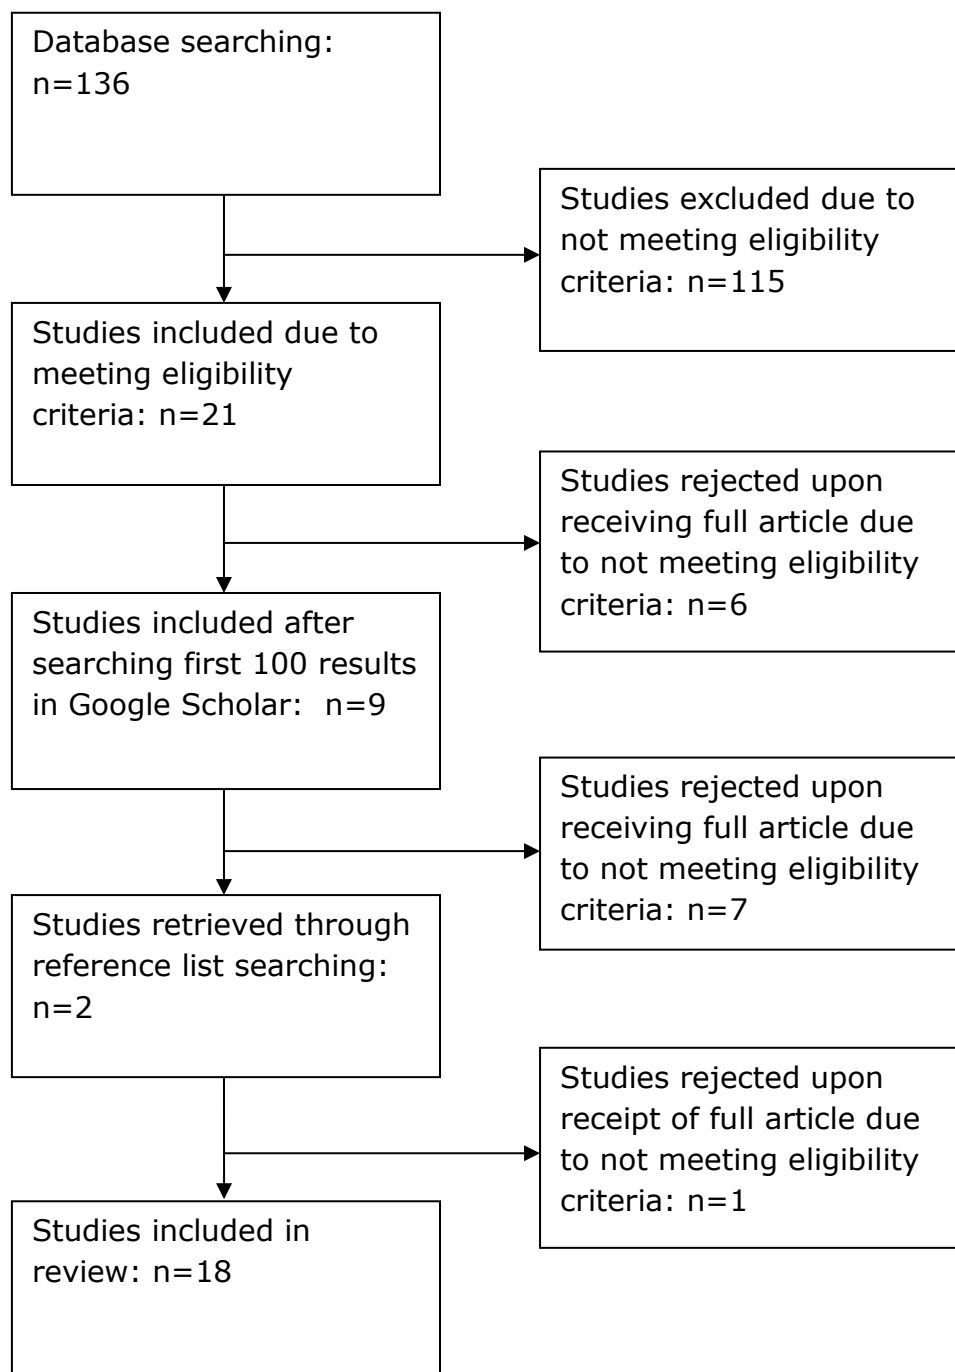 Database searching:
n=136
Studies excluded due to
not meeting eligibility
criteria: n=115
Studies included due to
meeting eligibility
criteria: n=21
Studies rejected upon
receiving full article due
to not meeting eligibility
criteria: n=6
Studies included after
searching first 100 results
in Google Scholar:  n=9
Studies rejected upon
receiving full article due
to not meeting eligibility
criteria: n=7
Studies retrieved through
reference list searching:
n=2
Studies rejected upon
receipt of full article due
to not meeting eligibility
criteria: n=1
Studies included in
review: n=18